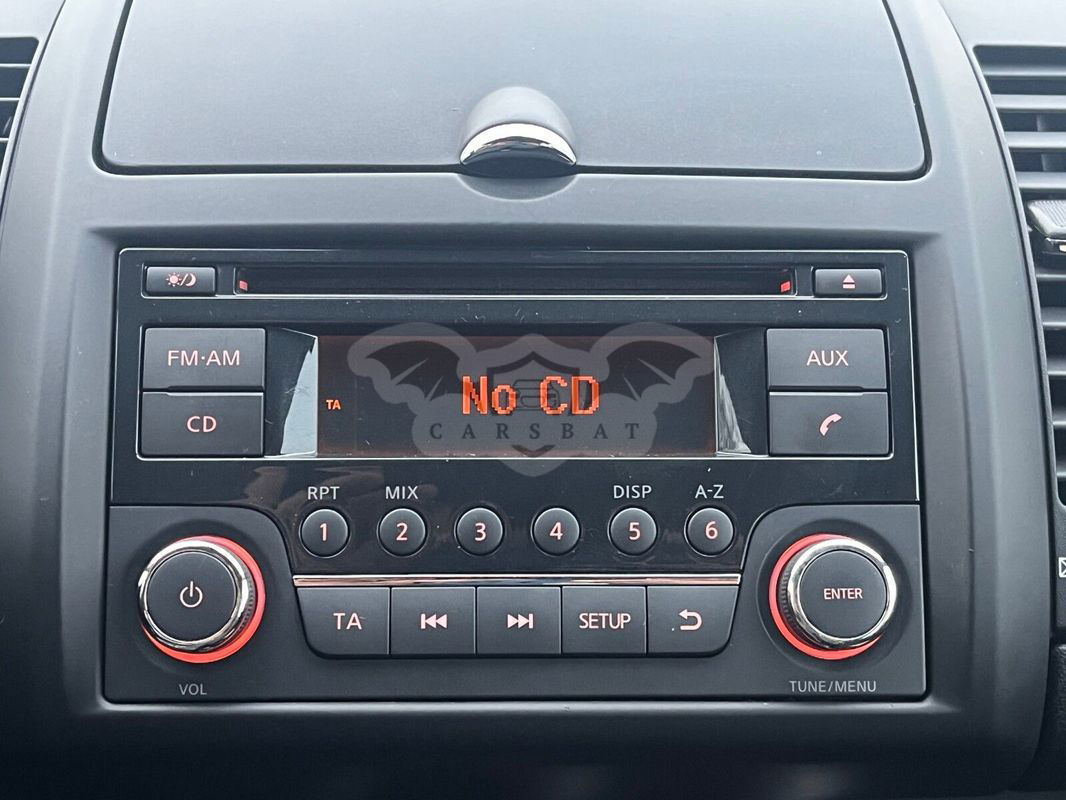 FM·AM
AUX
TA
No CD
CARSBAT
CD
RPT
MIX
DISP
A-Z
1
2
3
4
5
6
TA
SETUP
ENTER
VOL
TUNE/MENU